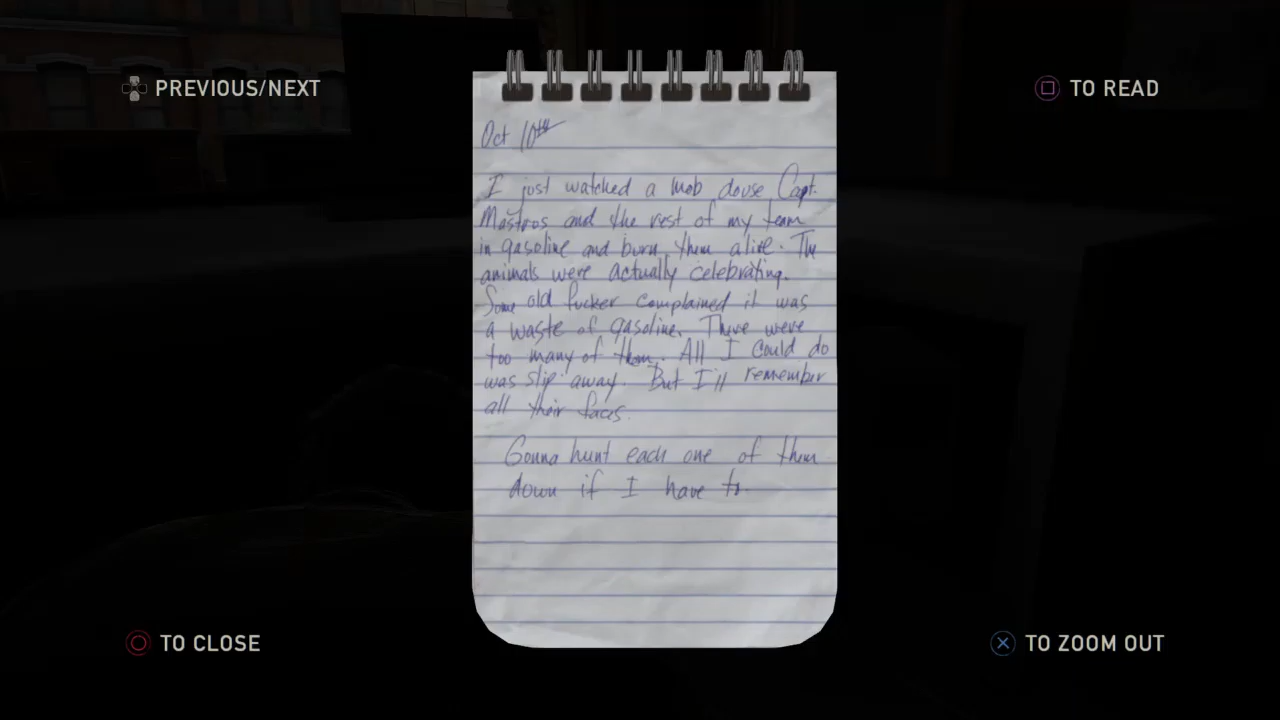 PREVIOUS/NEXT
TO READ
Oct 10th
I just watched a mob douse Capt.
Mastros and the rest of my team
in gasoline and burn them alive. The
animals were actually celebrating.
Some old fucker complained it was
a waste of gasoline. There were
too many of them. All I could do
was slip away. But I'll remember
all their faces.
Gonna hunt each one of them
down if I have to.
TO CLOSE
TO ZOOM OUT